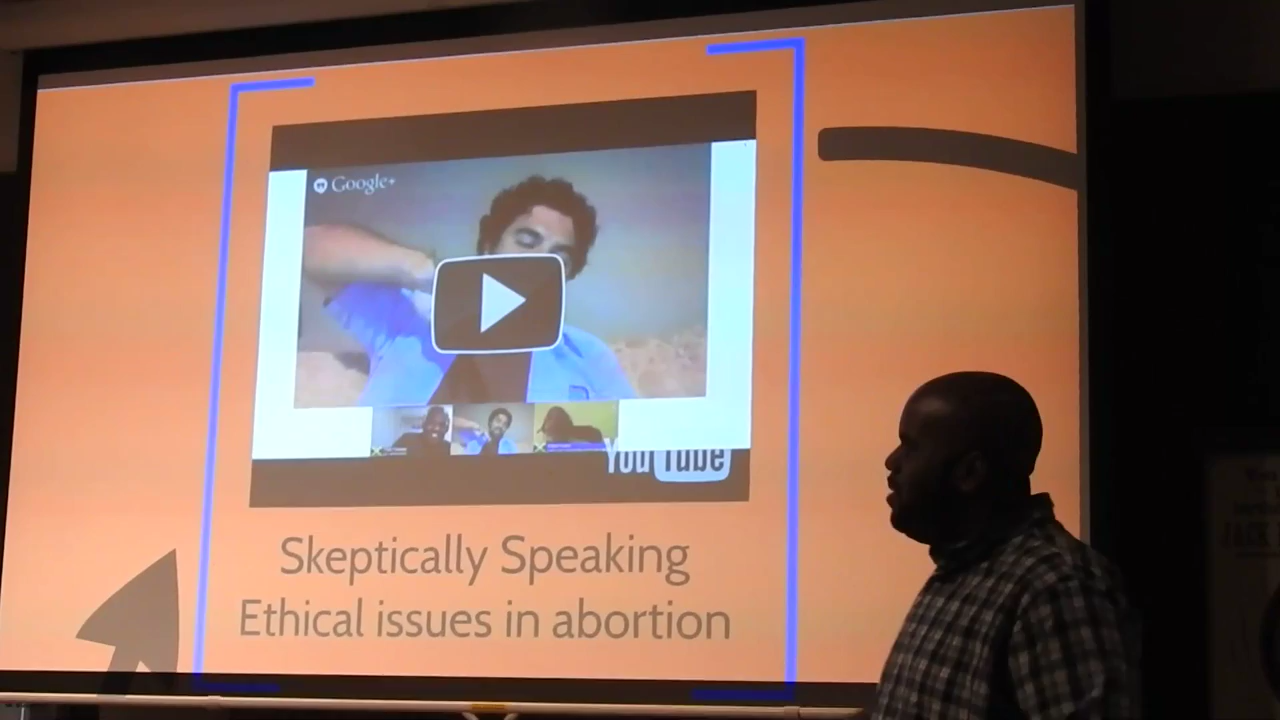 Google+
YouTube
Skeptically Speaking
Ethical issues in abortion